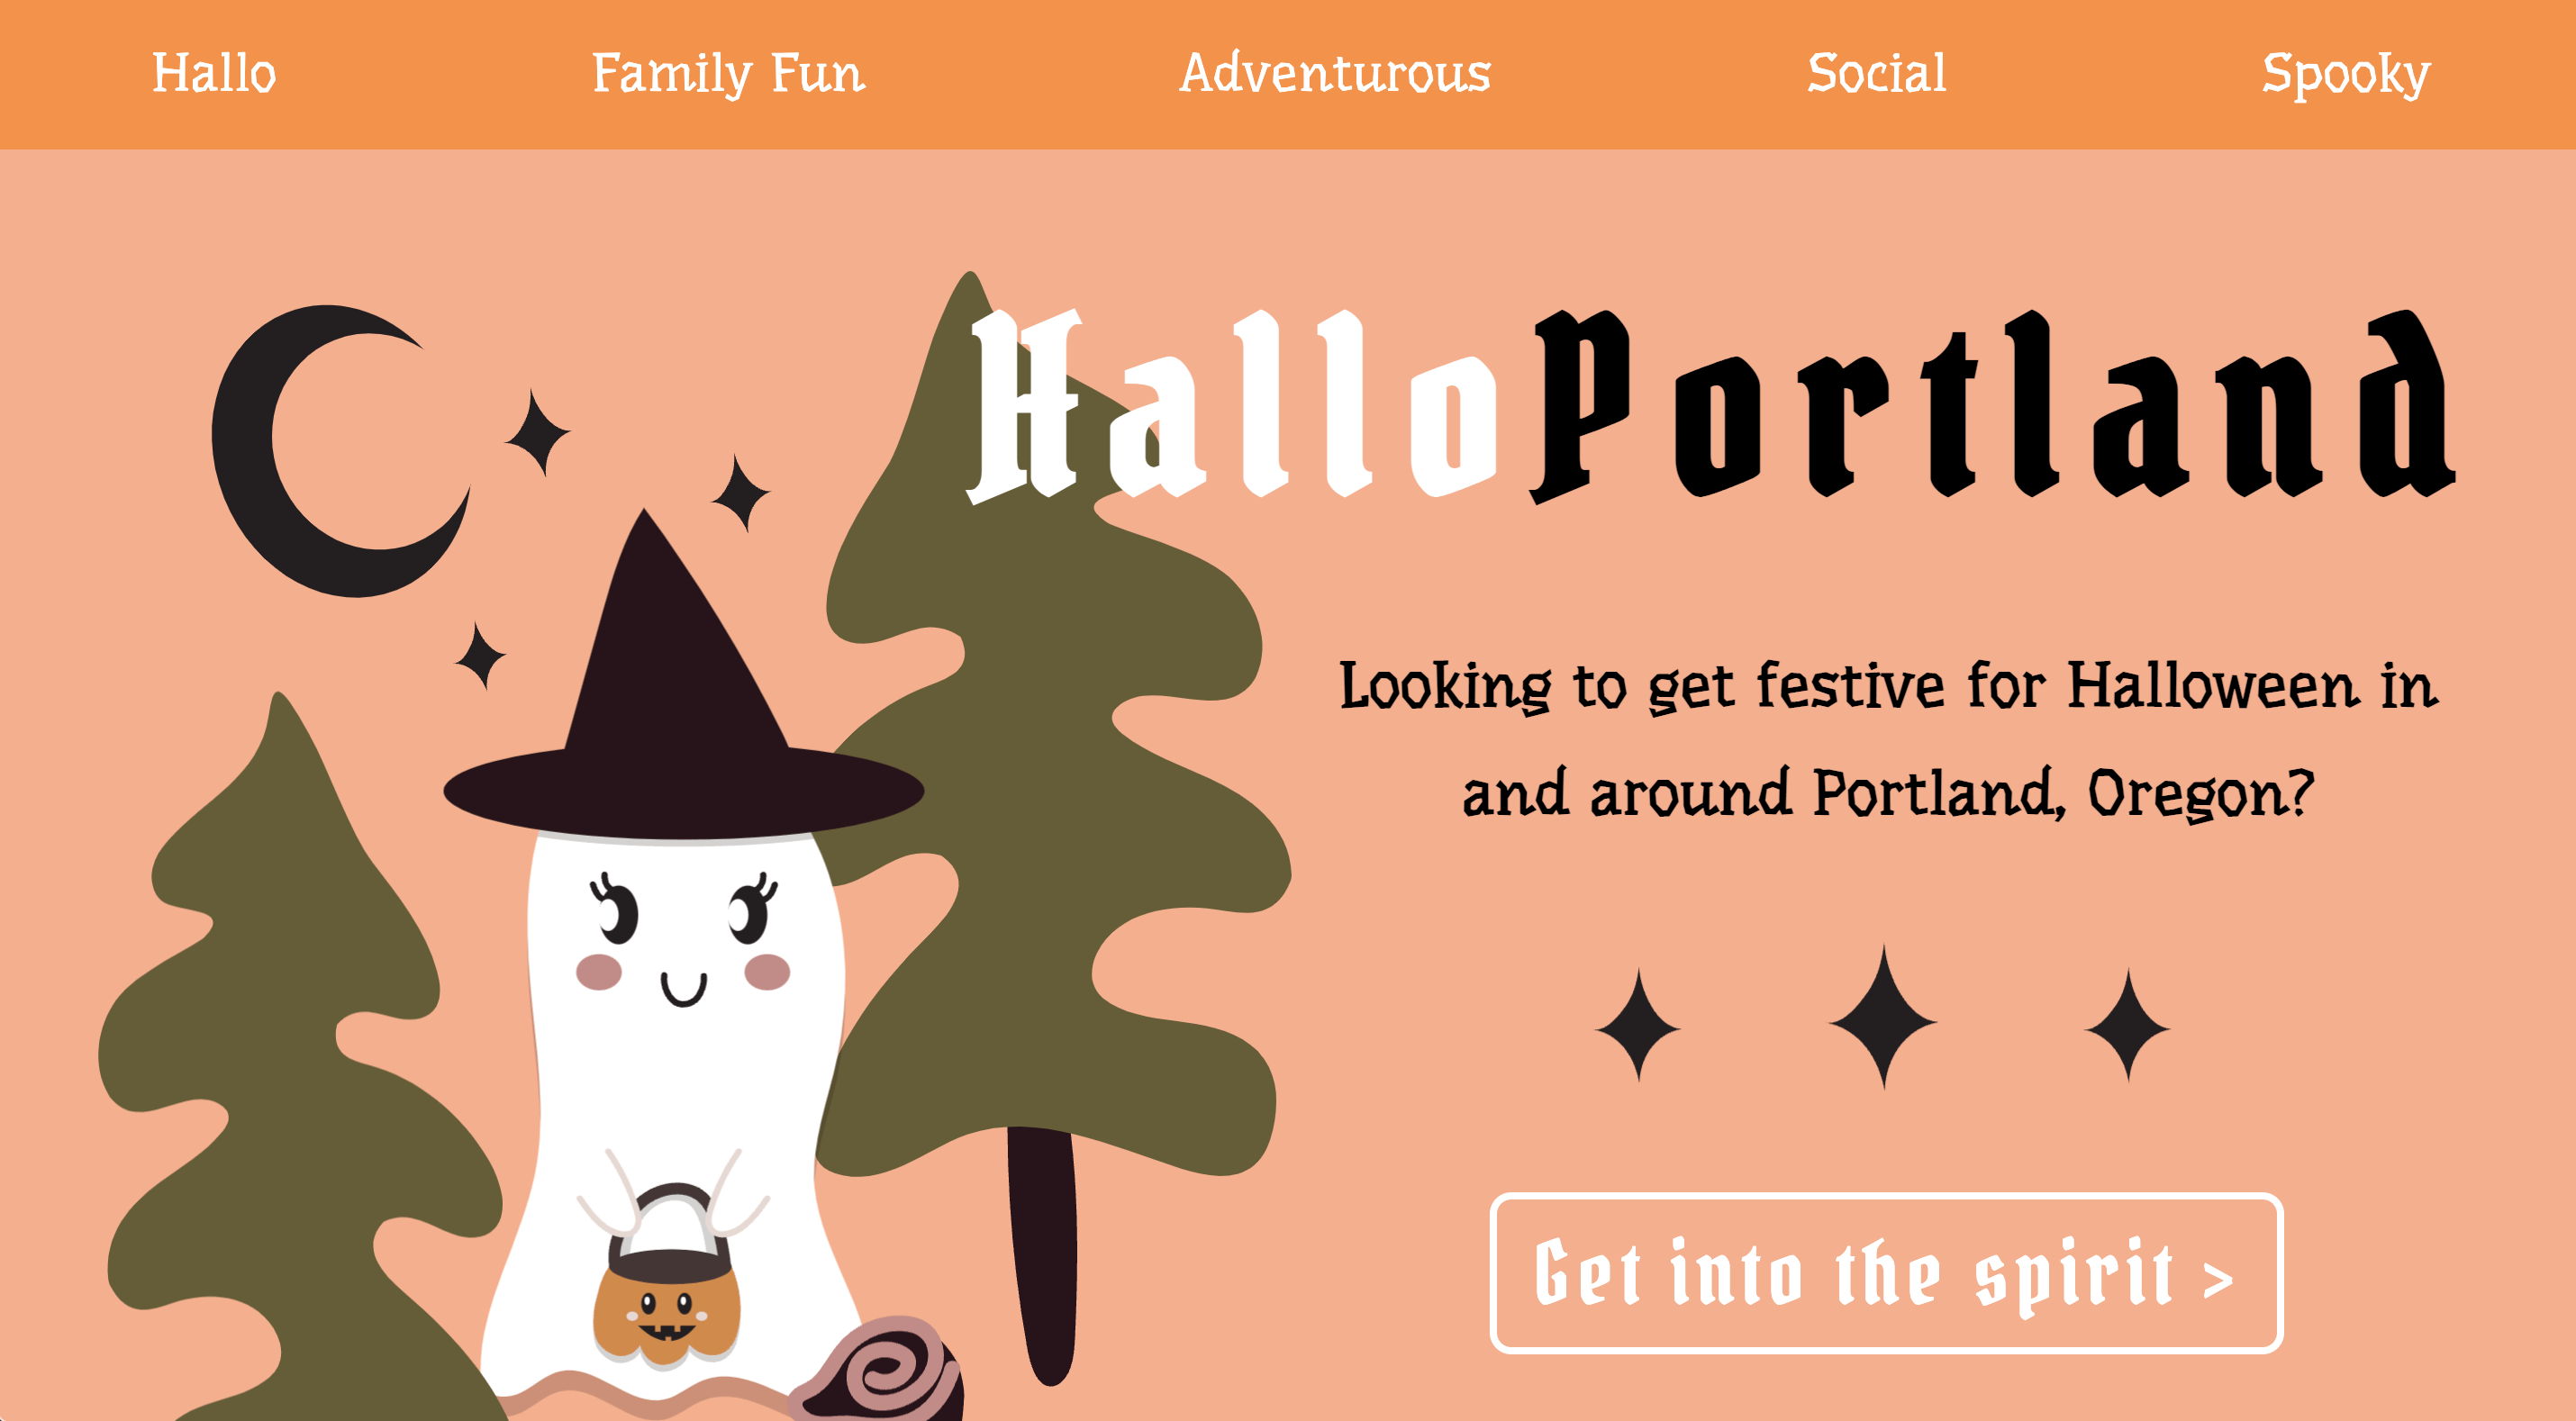 Hallo
Family Fun
Adventurous
Social
Spooky
HalloPortland
Looking to get festive for Halloween in
and around Portland, Oregon?
Get into the spirit >